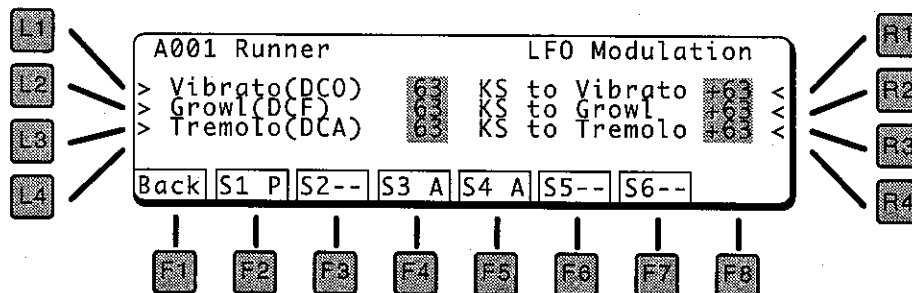 L1
L2
L3
L4
A001 Runner LFO Modulation
> Vibrato(DCO) 63 KS to Vibrato +63 <
> Growl(DCF) 63 KS to Growl +63 <
> Tremolo(DCA) 63 KS to Tremolo +63 <
Back S1 P S2-- S3 A S4 A S5-- S6--
R1
R2
R3
R4
F1 F2 F3 F4 F5 F6 F7 F8